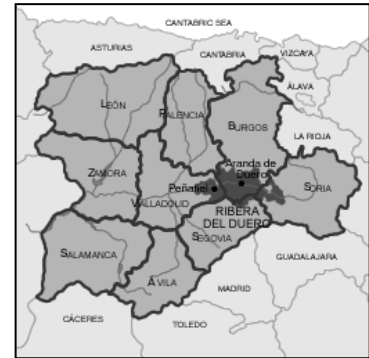 CANTABRIC SEA
ASTURIAS
CANTABRIA
VIZCAYA
ÁLAVA
LEÓN
PALENCIA
BURGOS
LA RIOJA
ZAMORA
Aranda de
Duero
Peñafiel
SORIA
VALLADOLID
RIBERA
DEL DUERO
SEGOVIA
SALAMANCA
ÁVILA
GUADALAJARA
MADRID
CÁCERES
TOLEDO